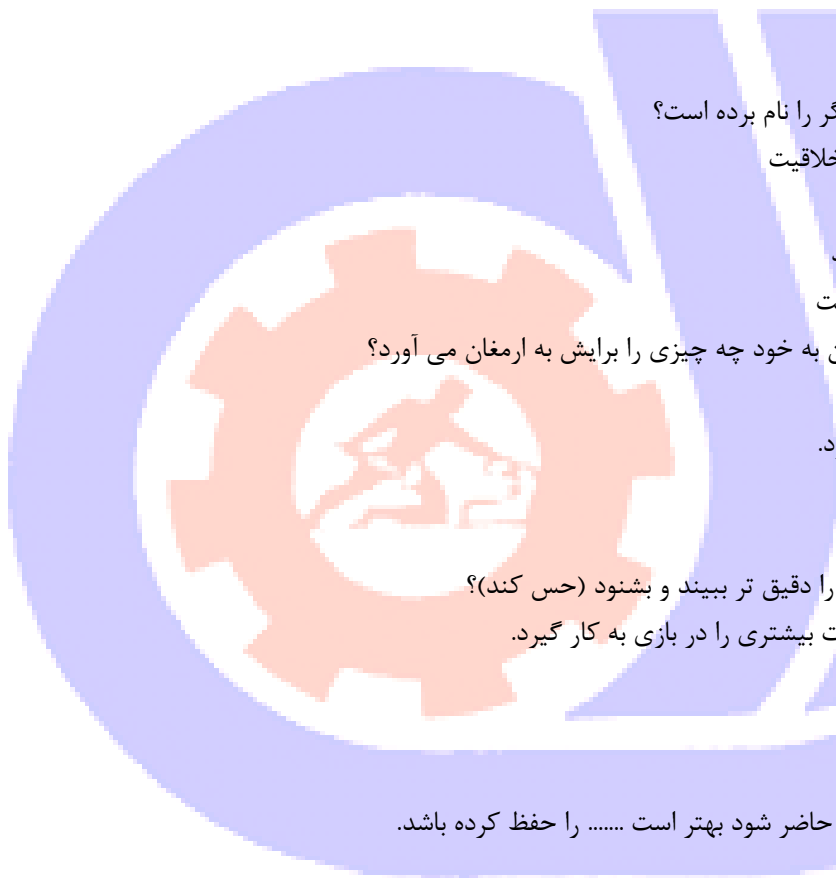 گر را نام برده است؟
خلاقیت
ت
ن به خود چه چیزی را برایش به ارمغان می آورد؟
د.
را دقیق تر ببیند و بشنود (حس کند)؟
ت بیشتری را در بازی به کار گیرد.
حاضر شود بهتر است ....... را حفظ کرده باشد.